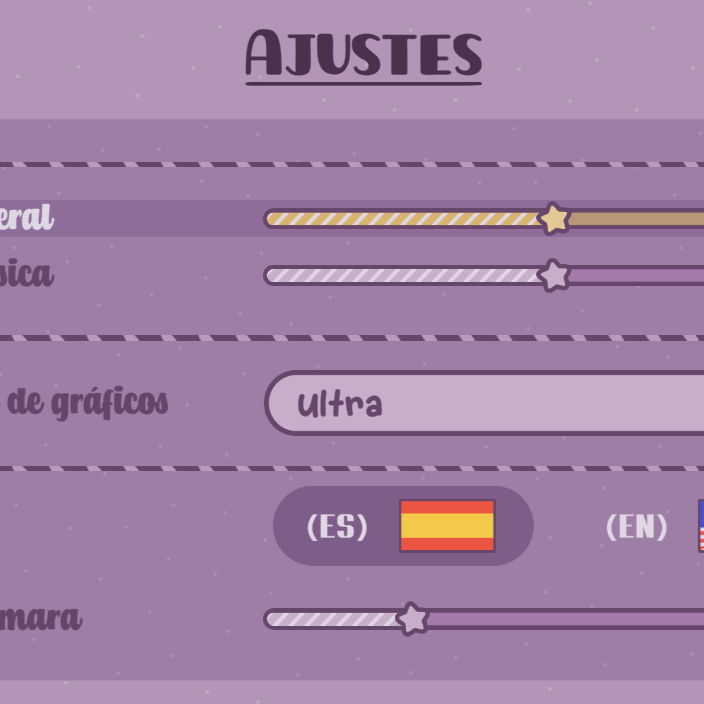 AJUSTES
eral
sica
de gráficos
Ultra
(ES)
(EN)
mara